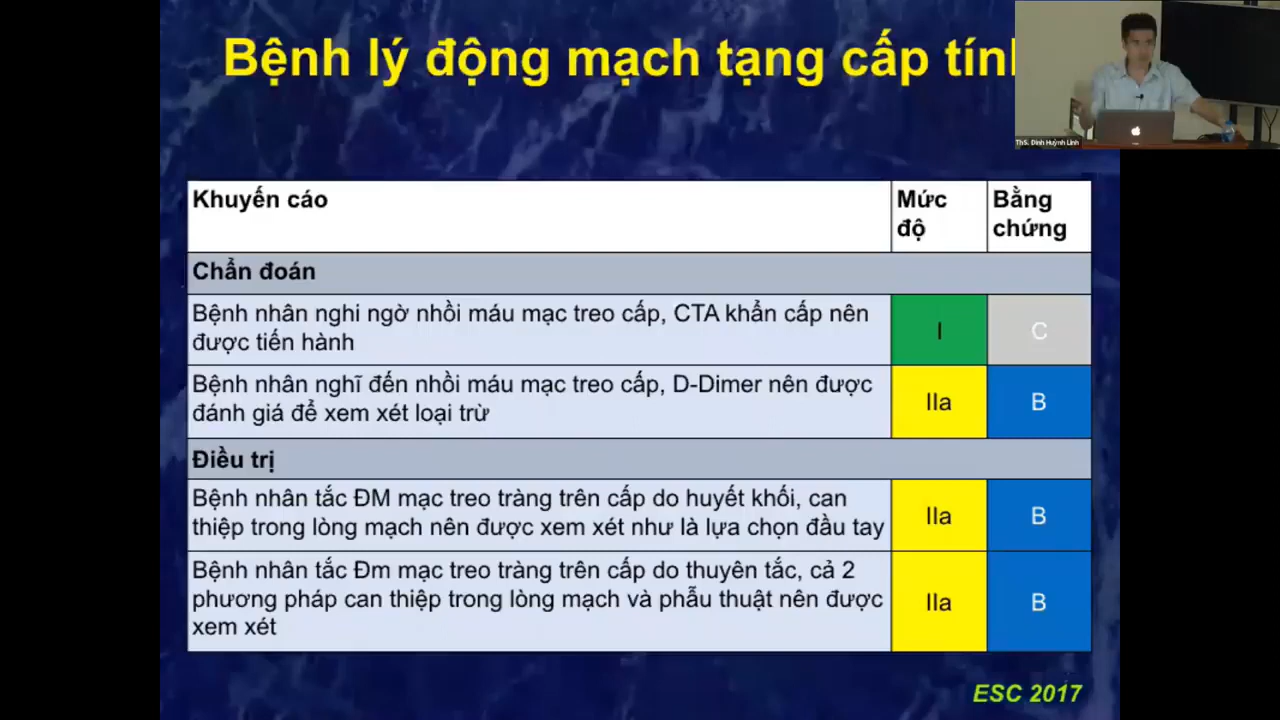 Bệnh lý động mạch tạng cấp tính
ThS. Đinh Huỳnh Linh
Khuyến cáo
Mức
độ
Bằng
chứng
Chẩn đoán
Bệnh nhân nghi ngờ nhồi máu mạc treo cấp, CTA khẩn cấp nên
được tiến hành
I
C
Bệnh nhân nghĩ đến nhồi máu mạc treo cấp, D-Dimer nên được
đánh giá để xem xét loại trừ
IIa
B
Điều trị
Bệnh nhân tắc ĐM mạc treo tràng trên cấp do huyết khối, can
thiệp trong lòng mạch nên được xem xét như là lựa chọn đầu tay
IIa
B
Bệnh nhân tắc Đm mạc treo tràng trên cấp do thuyên tắc, cả 2
phương pháp can thiệp trong lòng mạch và phẫu thuật nên được
xem xét
IIa
B
ESC 2017